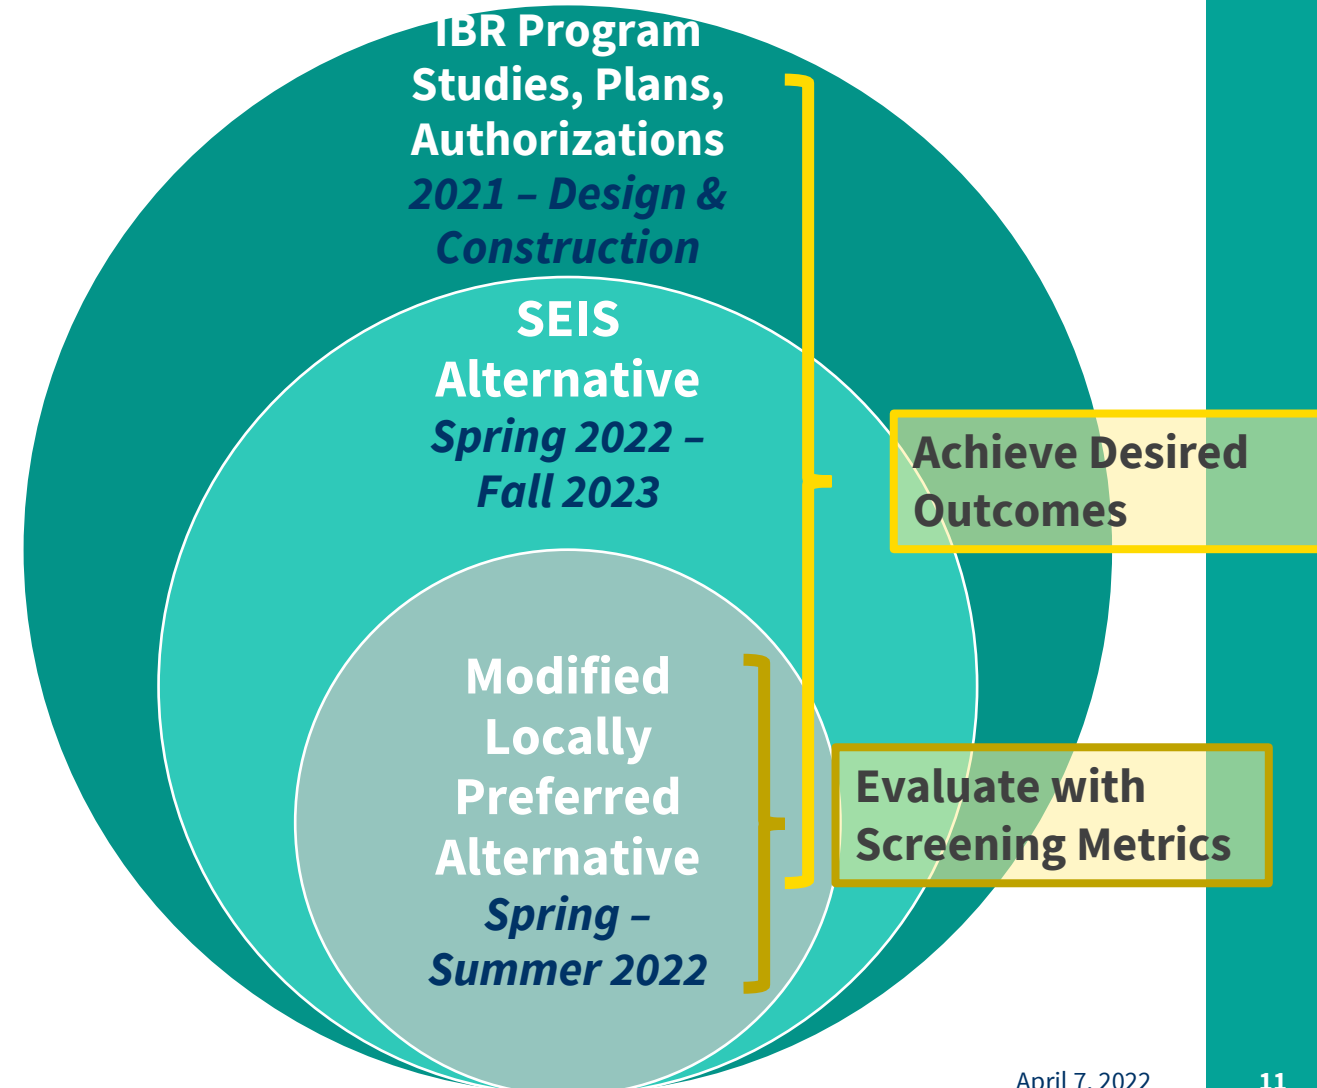 IBR Program
Studies, Plans,
Authorizations
2021 – Design &
Construction
SEIS
Alternative
Spring 2022 –
Fall 2023
Achieve Desired
Outcomes
Modified
Locally
Preferred
Alternative
Spring –
Summer 2022
Evaluate with
Screening Metrics
April 7, 2022
11